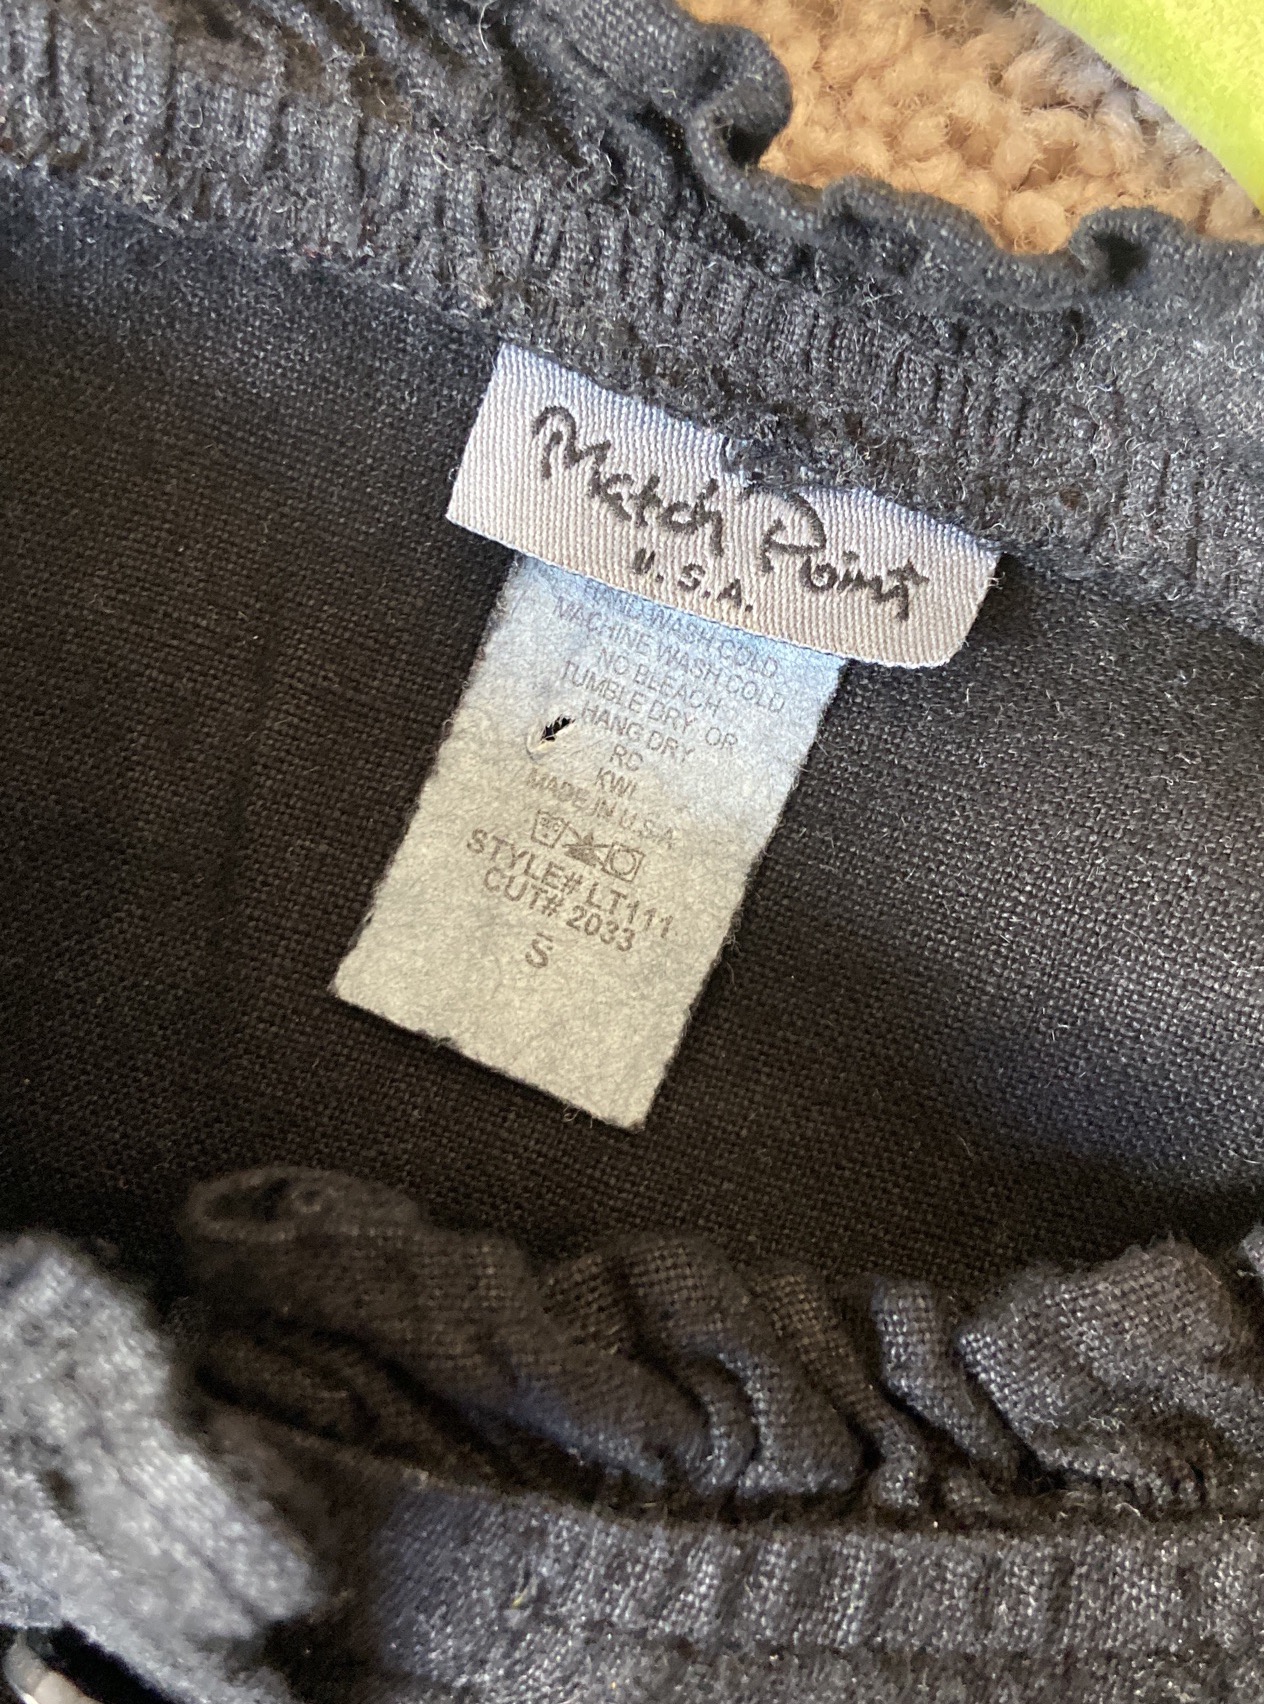 Match Point
U.S.A.
HAND WASH COLD
MACHINE WASH COLD
NO BLEACH
TUMBLE DRY OR
HANG DRY
RC
KWI
MADE IN U.S.A
STYLE# LT111
CUT# 2033
S